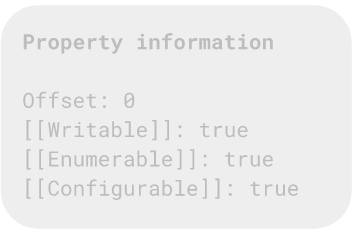 Property information
Offset: 0
[[Writable]]: true
[[Enumerable]]: true
[[Configurable]]: true